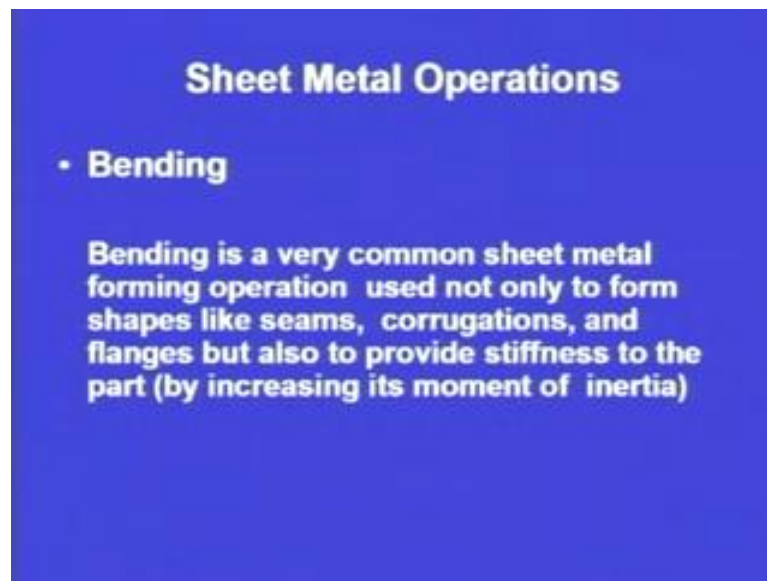 Sheet Metal Operations
• Bending
Bending is a very common sheet metal
forming operation used not only to form
shapes like seams, corrugations, and
flanges but also to provide stiffness to the
part (by increasing its moment of inertia)